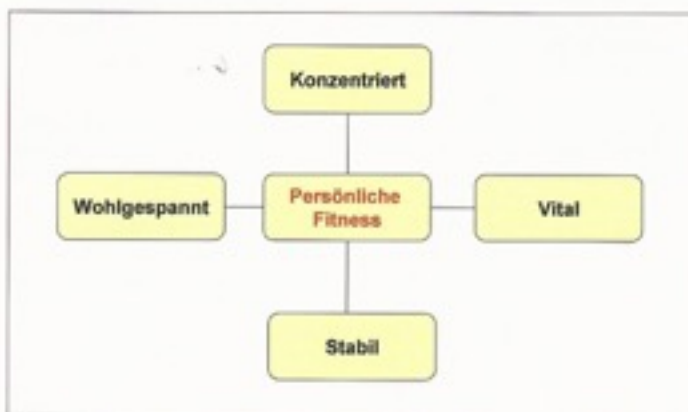 Konzentriert
Wohlgespannt
Persönliche
Fitness
Vital
Stabil